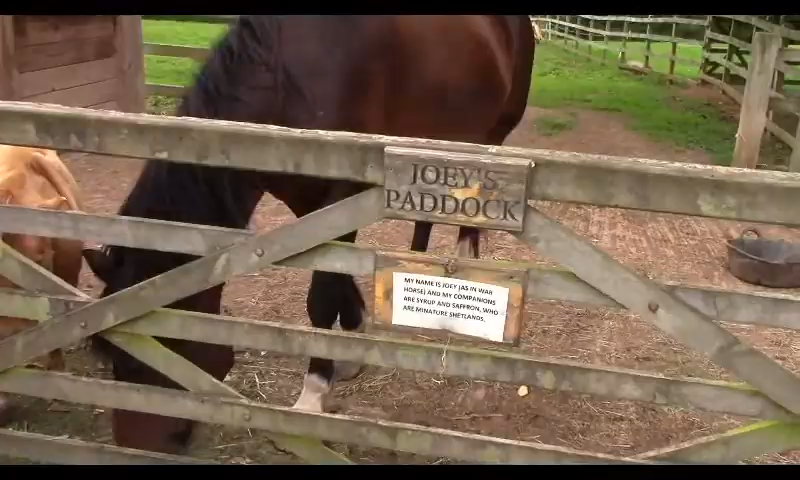 JOEY'S
PADDOCK
MY NAME IS JOEY (AS IN WAR
HORSE) AND MY COMPANIONS
ARE SYRUP AND SAFFRON, WHO
ARE MINATURE SHETLANDS.